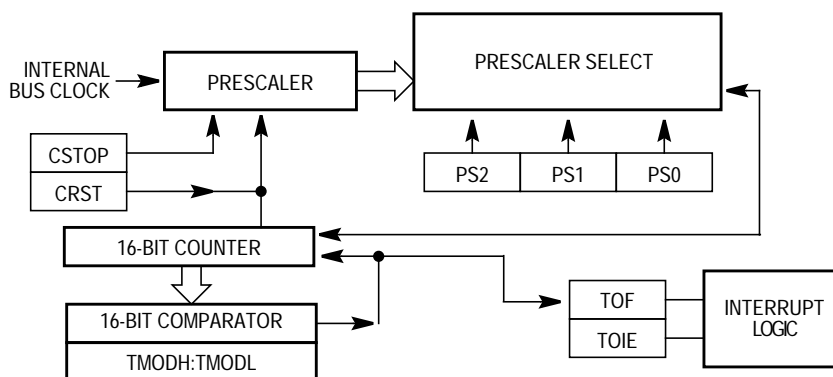 INTERNAL
BUS CLOCK
PRESCALER
PRESCALER SELECT
CSTOP
CRST
PS2
PS1
PS0
16-BIT COUNTER
16-BIT COMPARATOR
TMODH:TMODL
TOF
TOIE
INTERRUPT
LOGIC